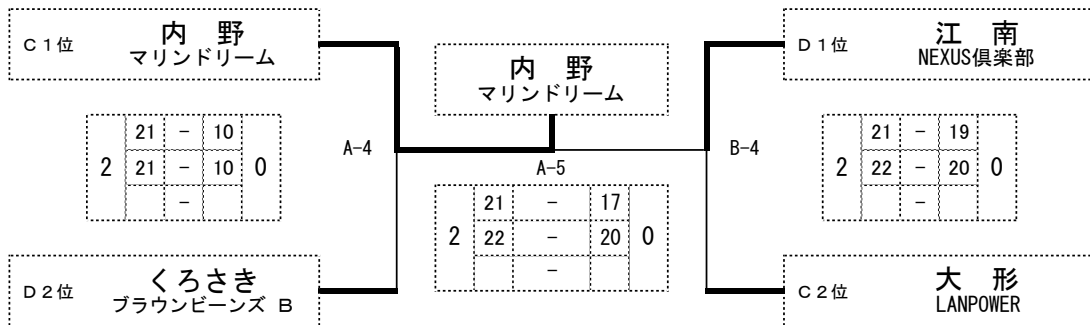 C1位
内 野
マリンドリーム
内 野
マリンドリーム
D1位
江 南
NEXUS倶楽部
2
21 - 10
21 - 10
-
0
A-4
A-5
B-4
2
21 - 17
22 - 20
-
0
2
21 - 19
22 - 20
-
0
D2位
くろさき
ブラウンビーンズ B
C2位
大 形
LANPOWER